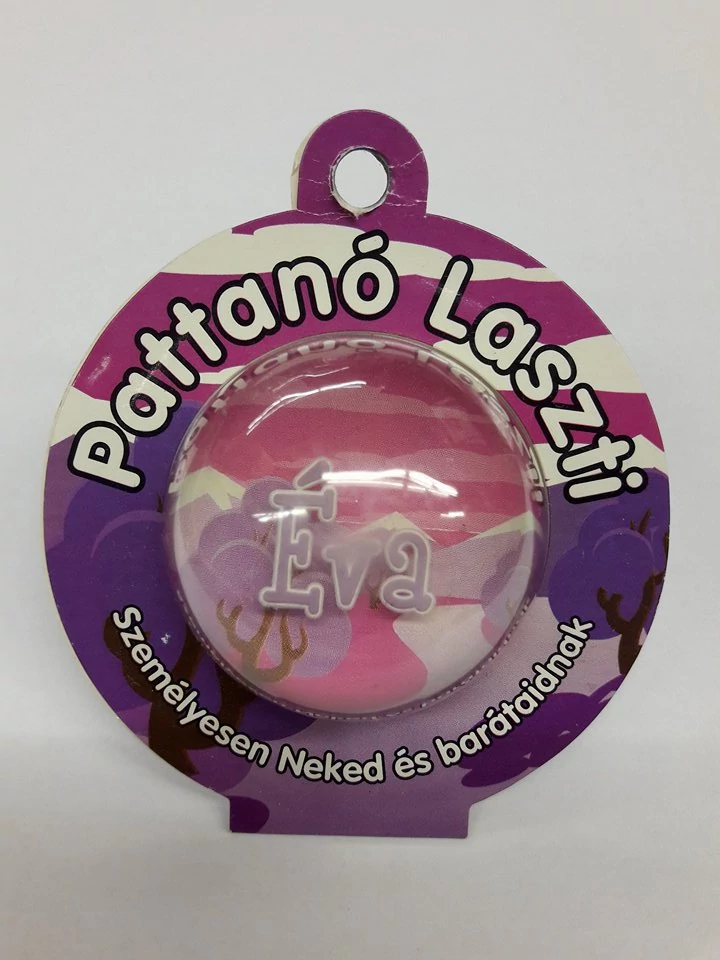 Pattanó Laszti
Éva
Személyesen Neked és barátaidnak